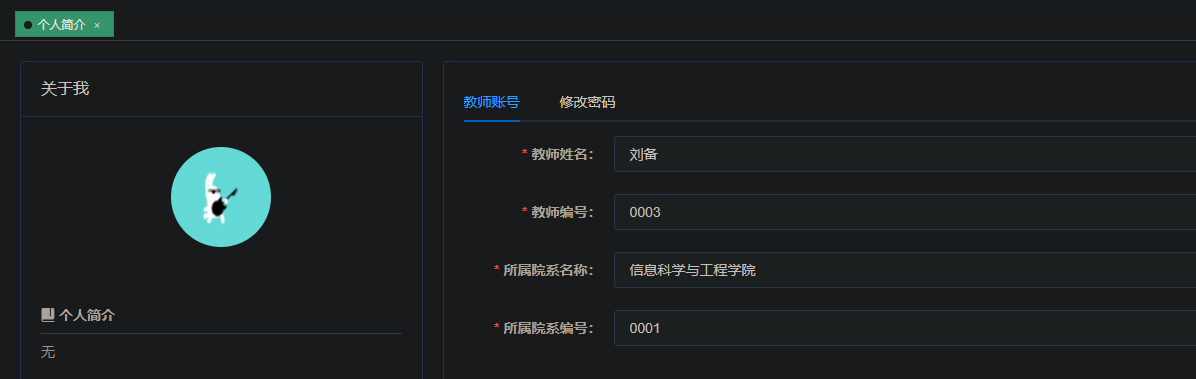 个人简介 ×
关于我
个人简介
无
教师账号 修改密码
* 教师姓名： 刘备
* 教师编号： 0003
* 所属院系名称： 信息科学与工程学院
* 所属院系编号： 0001